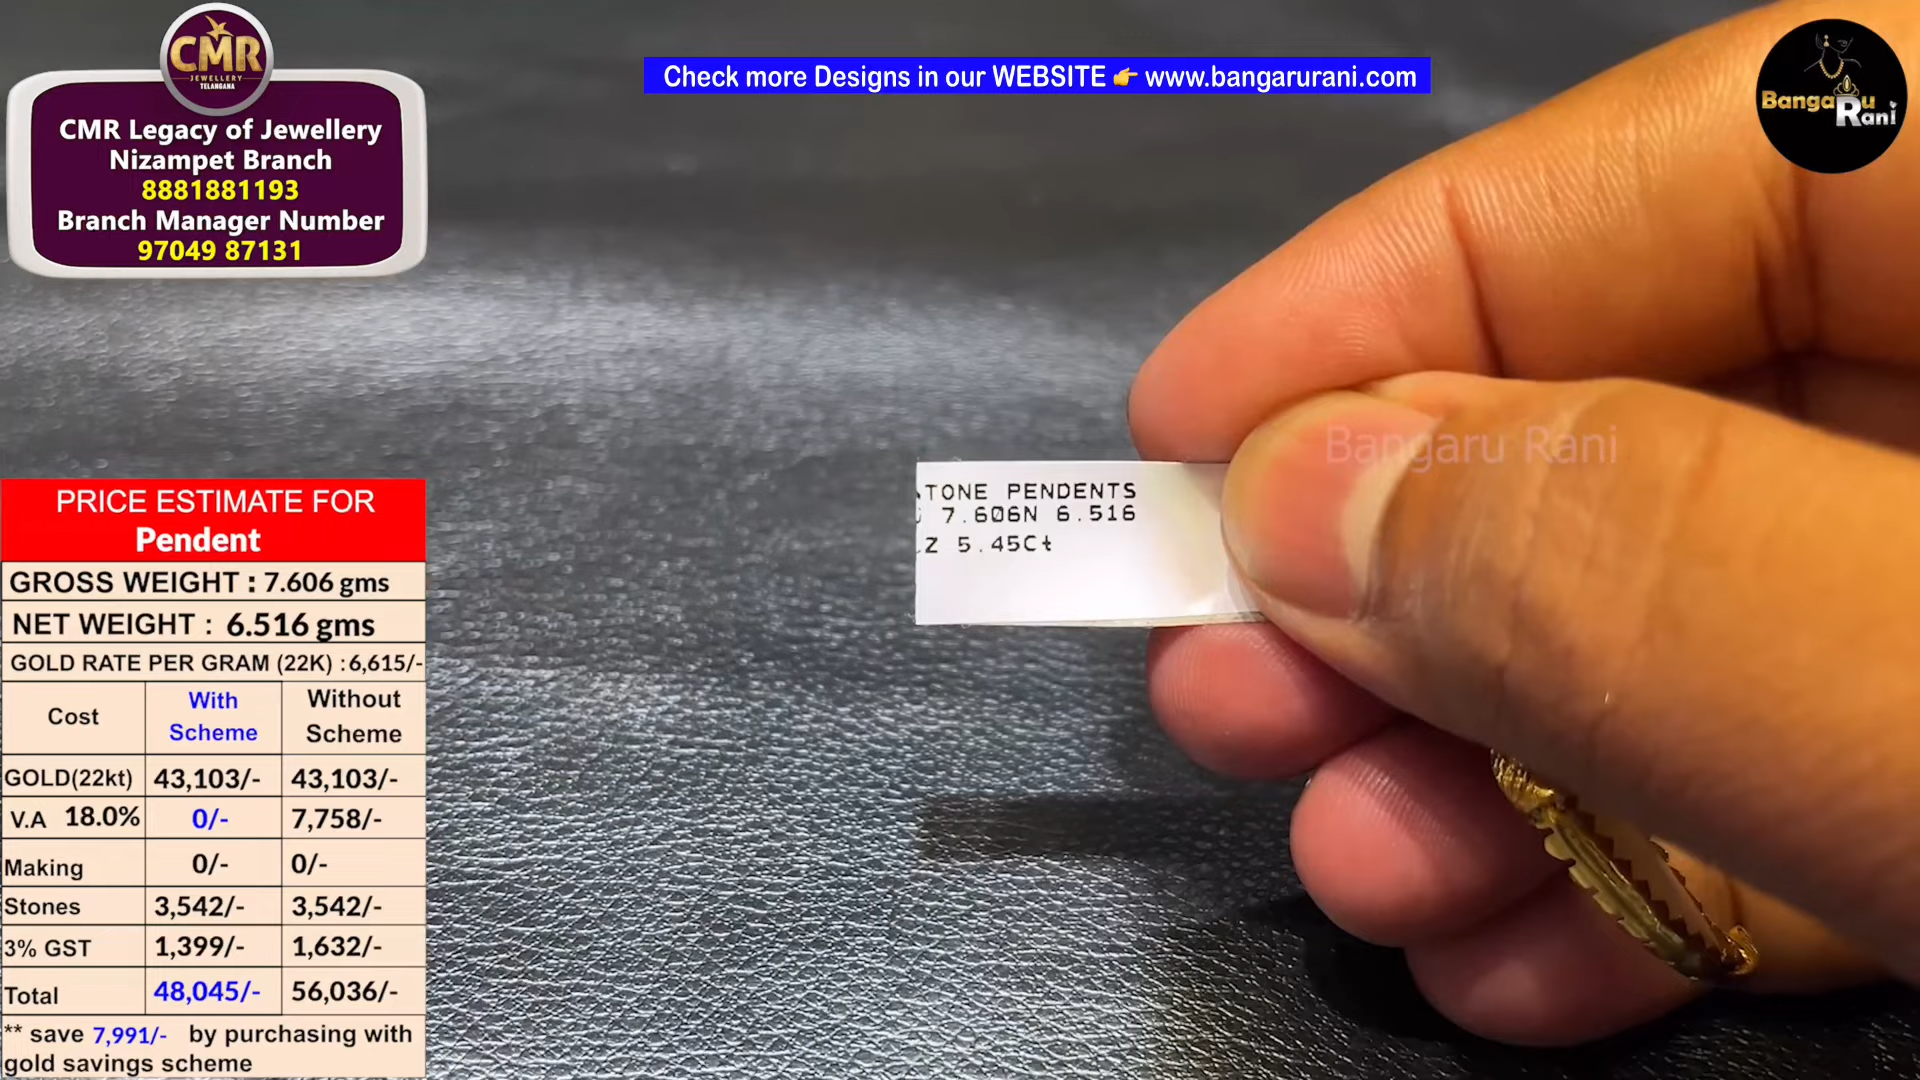 CMR
JEWELLERY
TELANGANA
CMR Legacy of Jewellery
Nizampet Branch
8881881193
Branch Manager Number
97049 87131
Check more Designs in our WEBSITE 👉 www.bangarurani.com
Bangaru
Rani
Bangaru Rani
TONE PENDENTS
7.606N 6.516
Z 5.45Ct
PRICE ESTIMATE FOR
Pendent
GROSS WEIGHT : 7.606 gms
NET WEIGHT : 6.516 gms
GOLD RATE PER GRAM (22K) : 6,615/-
Cost With Scheme Without Scheme
GOLD(22kt) 43,103/- 43,103/-
V.A 18.0% 0/- 7,758/-
Making 0/- 0/-
Stones 3,542/- 3,542/-
3% GST 1,399/- 1,632/-
Total 48,045/- 56,036/-
** save 7,991/- by purchasing with
gold savings scheme